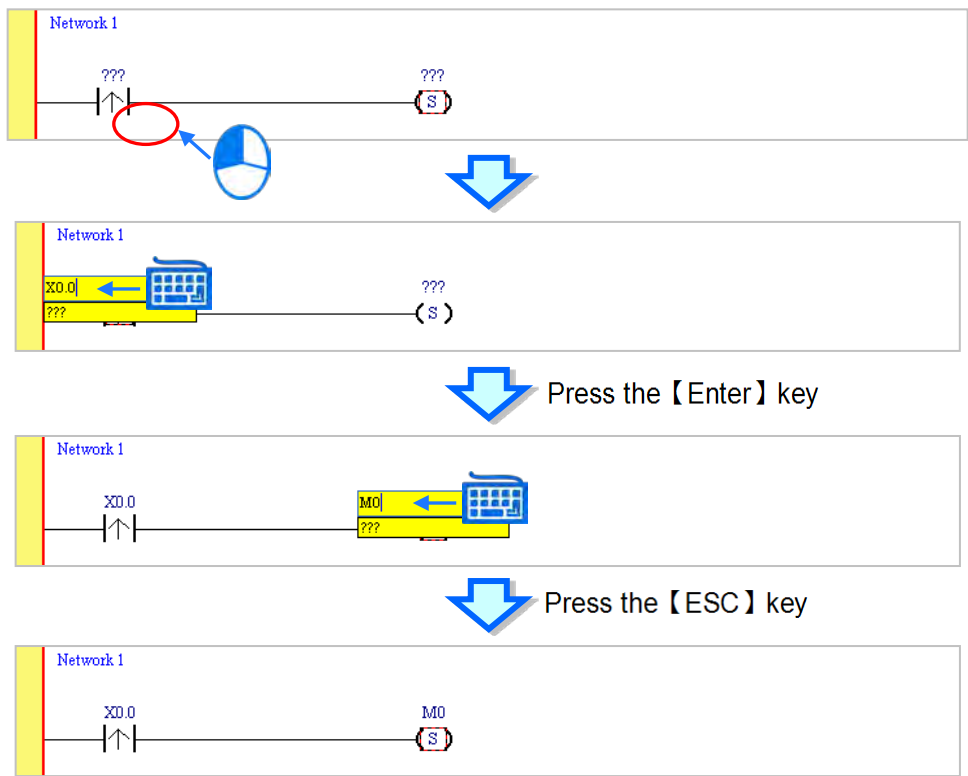 Network 1
??? ???
S
Network 1
X0.0
???
???
S
Press the【Enter】key
Network 1
X0.0
M0
???
Press the【ESC】key
Network 1
X0.0 M0
S